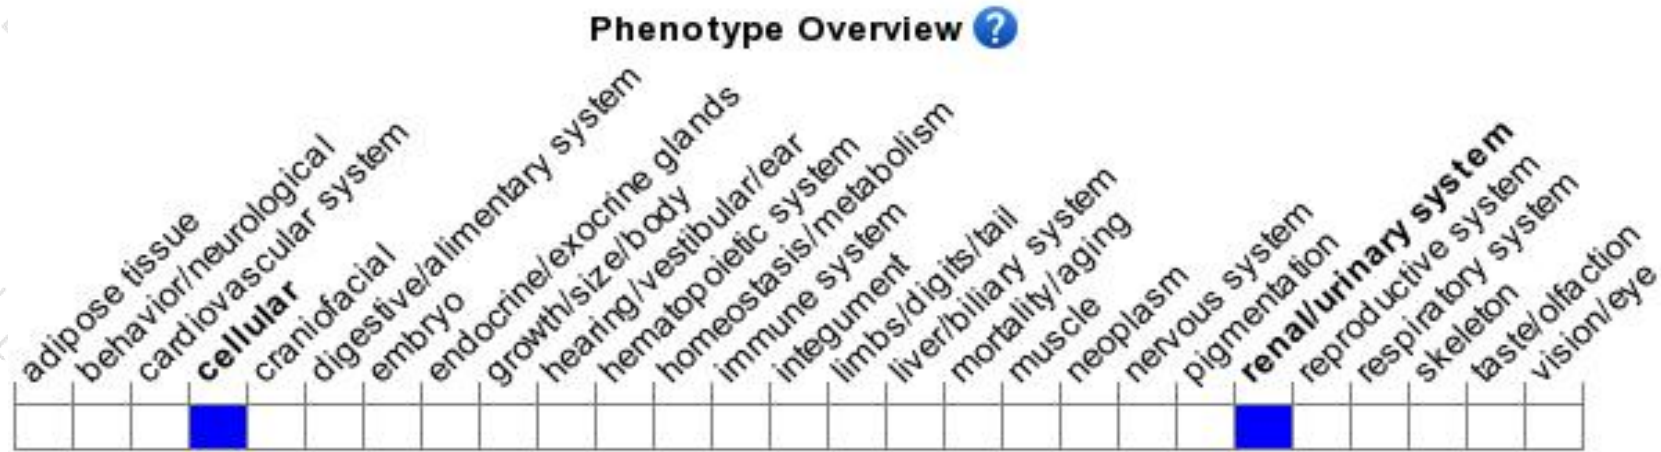 Phenotype Overview ?
adipose tissue
behavior/neurological
cardiovascular system
cellular
craniofacial
digestive/alimentary system
embryo
endocrine/exocrine glands
growth/size/body
hearing/vestibular/ear
hematopoietic system
homeostasis/metabolism
immune system
integument
limbs/digits/tail
liver/biliary system
mortality/aging
muscle
neoplasm
nervous system
pigmentation
renal/urinary system
reproductive system
respiratory system
skeleton
taste/olfaction
vision/eye